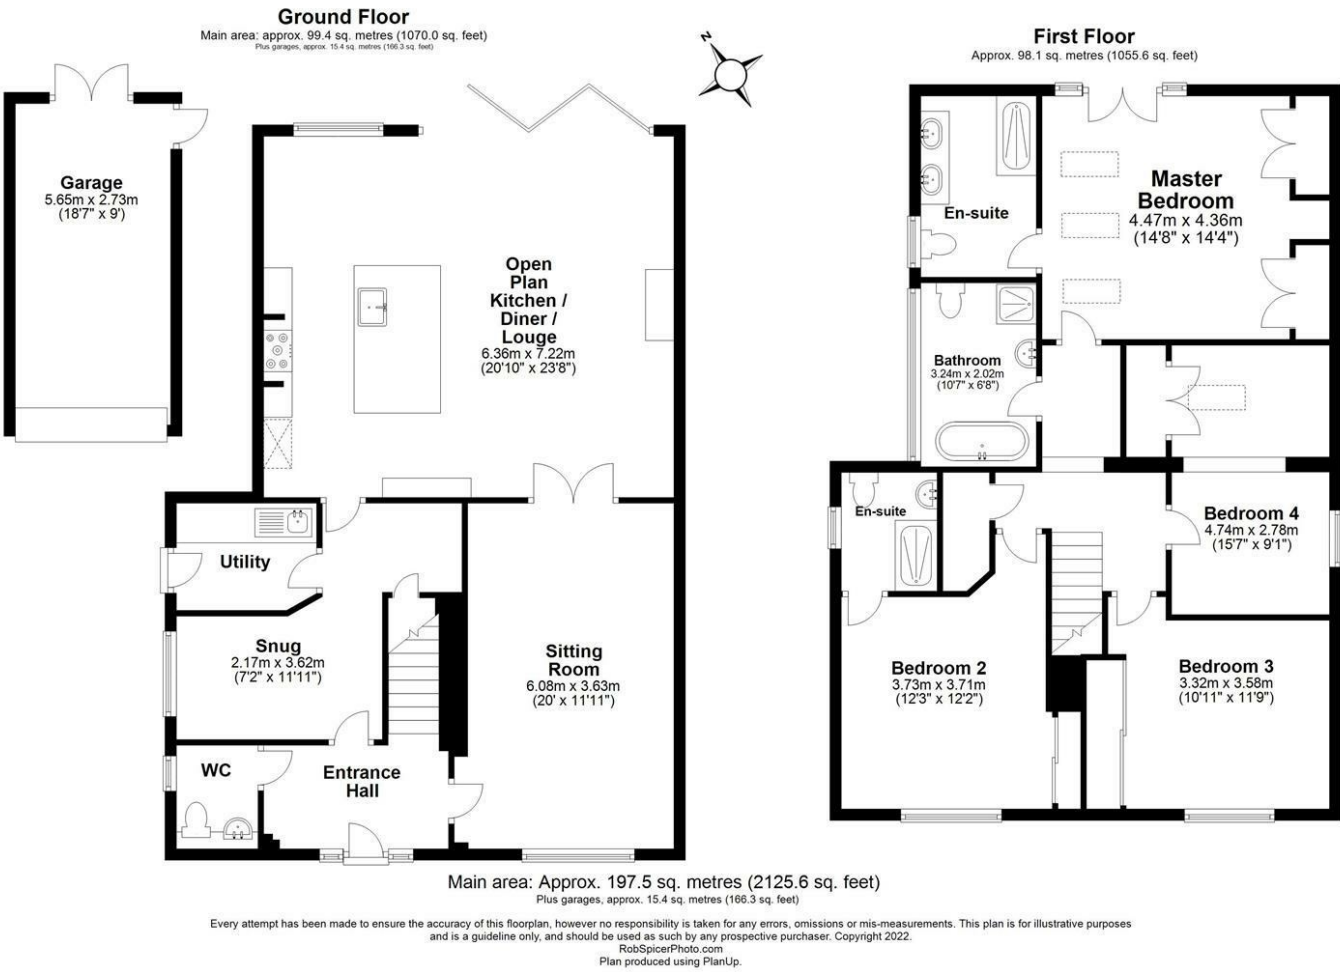 Ground Floor
Main area: approx. 99.4 sq. metres (1070.0 sq. feet)
Plus garages, approx. 15.4 sq. metres (166.3 sq. feet)
Garage
5.65m x 2.73m
(18'7" x 9')
Open
Plan
Kitchen /
Diner /
Louge
6.36m x 7.22m
(20'10" x 23'8")
Utility
Snug
2.17m x 3.62m
(7'2" x 11'11")
Sitting
Room
6.08m x 3.63m
(20' x 11'11")
WC
Entrance
Hall
N
First Floor
Approx. 98.1 sq. metres (1055.6 sq. feet)
Master
Bedroom
4.47m x 4.36m
(14'8" x 14'4")
En-suite
Bathroom
3.24m x 2.02m
(10'7" x 6'8")
En-suite
Bedroom 4
4.74m x 2.78m
(15'7" x 9'1")
Bedroom 2
3.73m x 3.71m
(12'3" x 12'2")
Bedroom 3
3.32m x 3.58m
(10'11" x 11'9")
Main area: Approx. 197.5 sq. metres (2125.6 sq. feet)
Plus garages, approx. 15.4 sq. metres (166.3 sq. feet)
Every attempt has been made to ensure the accuracy of this floorplan, however no responsibility is taken for any errors, omissions or mis-measurements. This plan is for illustrative purposes
and is a guideline only, and should be used as such by any prospective purchaser. Copyright 2022.
RobSpicerPhoto.com
Plan produced using PlanUp.